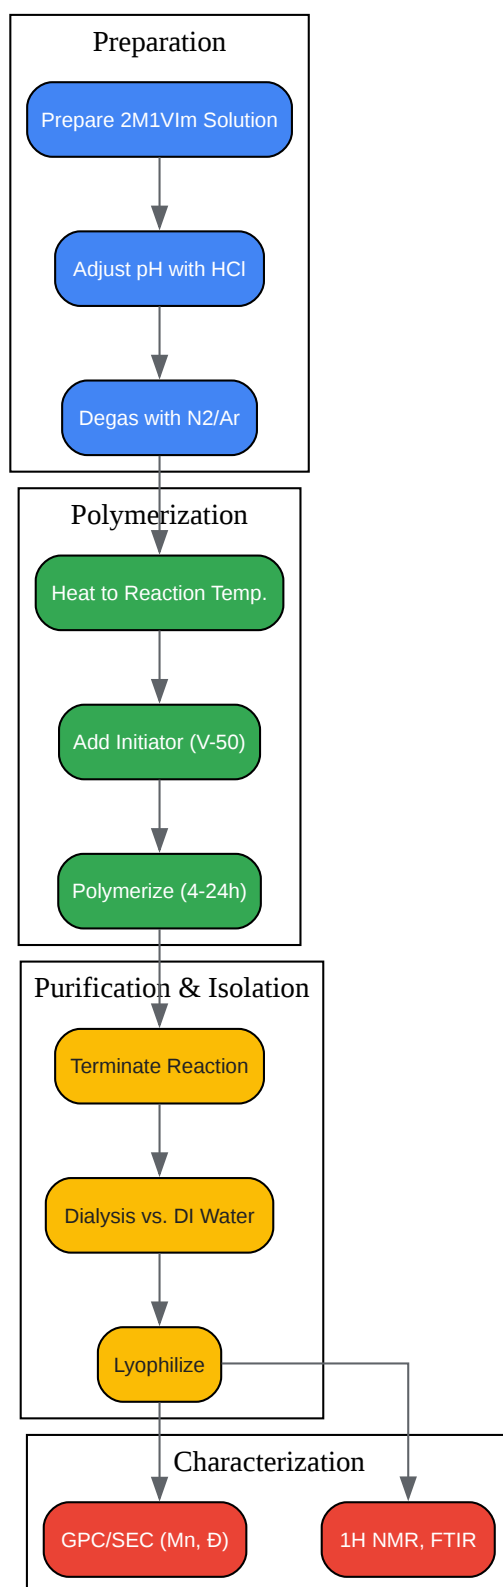 Preparation
Prepare 2M1VIm Solution
Adjust pH with HCl
Degas with N2/Ar
Polymerization
Heat to Reaction Temp.
Add Initiator (V-50)
Polymerize (4-24h)
Purification & Isolation
Terminate Reaction
Dialysis vs. DI Water
Lyophilize
Characterization
GPC/SEC (Mn, Đ)
1H NMR, FTIR